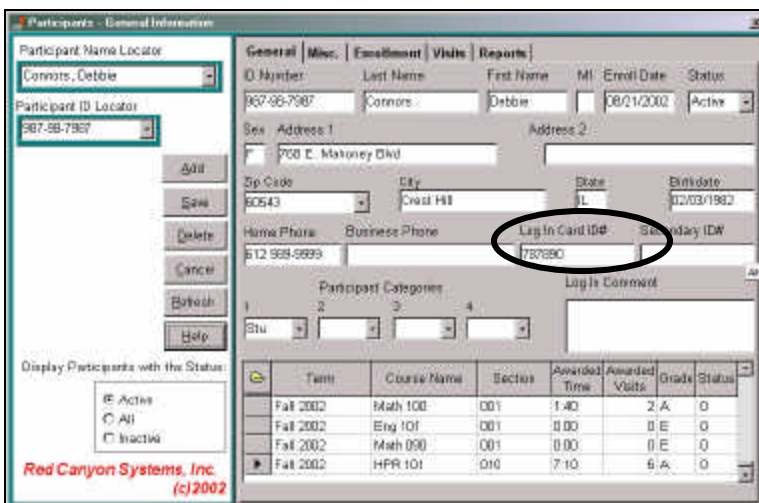 Participants - General Information
Participant Name Locator
Connors, Debbie
Participant ID Locator
987-98-7987
Add
Save
Delete
Cancel
Refresh
Help
Display Participants with the Status:
Active
All
Inactive
Red Canyon Systems, Inc.
(c)2002
General Misc. Enrollment Visits Reports
ID Number Last Name First Name MI Enroll Date Status
987-98-7987 Connors Debbie 08/21/2002 Active
Sex Address 1 Address 2
F 768 E. Mahoney Blvd
Zip Code City State Birthdate
60543 Crest Hill IL 02/03/1982
Home Phone Business Phone Log In Card ID# Secondary ID#
612 989-9999 787890
Participant Categories Log In Comment
1 2 3 4
Stu
Term Course Name Section Awarded Time Awarded Visits Grade Status
Fall 2002 Math 100 001 1:40 2 A O
Fall 2002 Eng 101 001 0:00 0 E O
Fall 2002 Math 090 001 0:00 0 E O
Fall 2002 HPR 101 010 7:10 6 A O